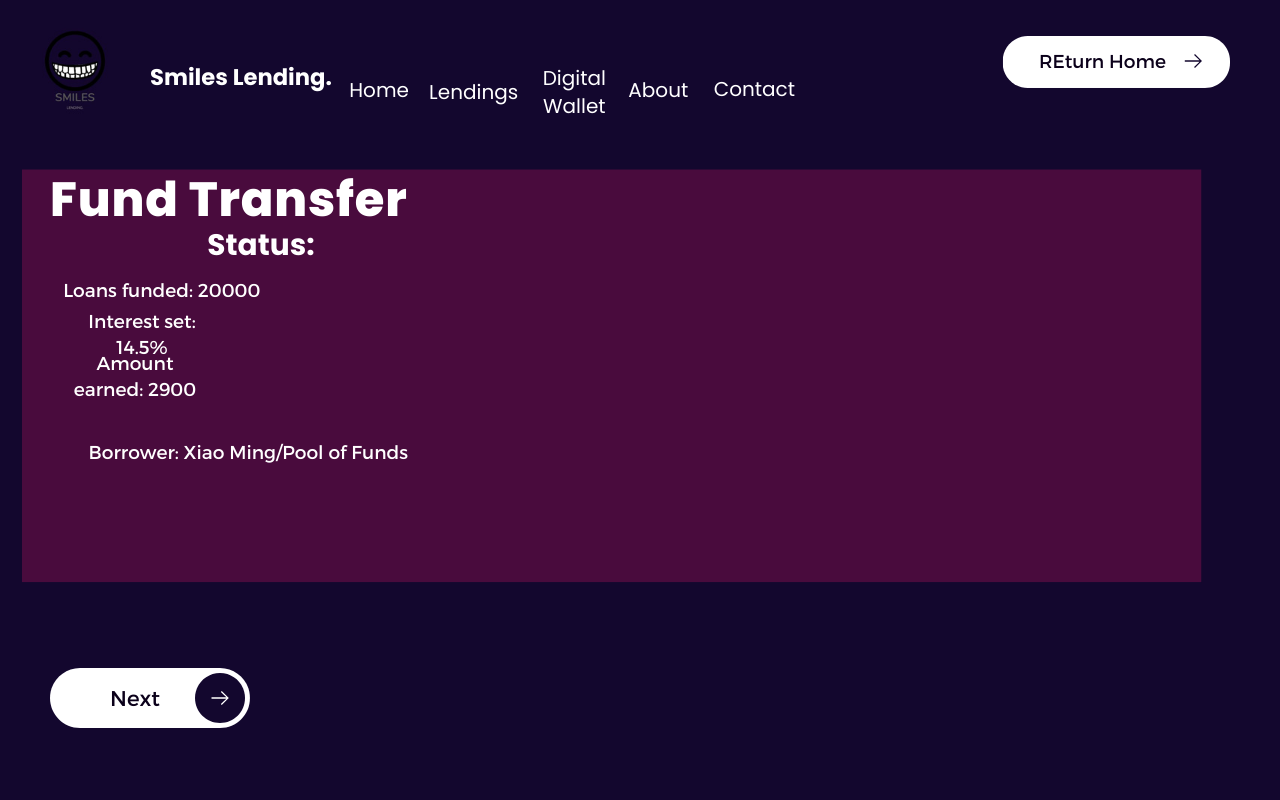 SMILES
LENDING
Smiles Lending.
Home
Lendings
Digital
Wallet
About
Contact
REturn Home
Fund Transfer
Status:
Loans funded: 20000
Interest set:
14.5%
Amount
earned: 2900
Borrower: Xiao Ming/Pool of Funds
Next